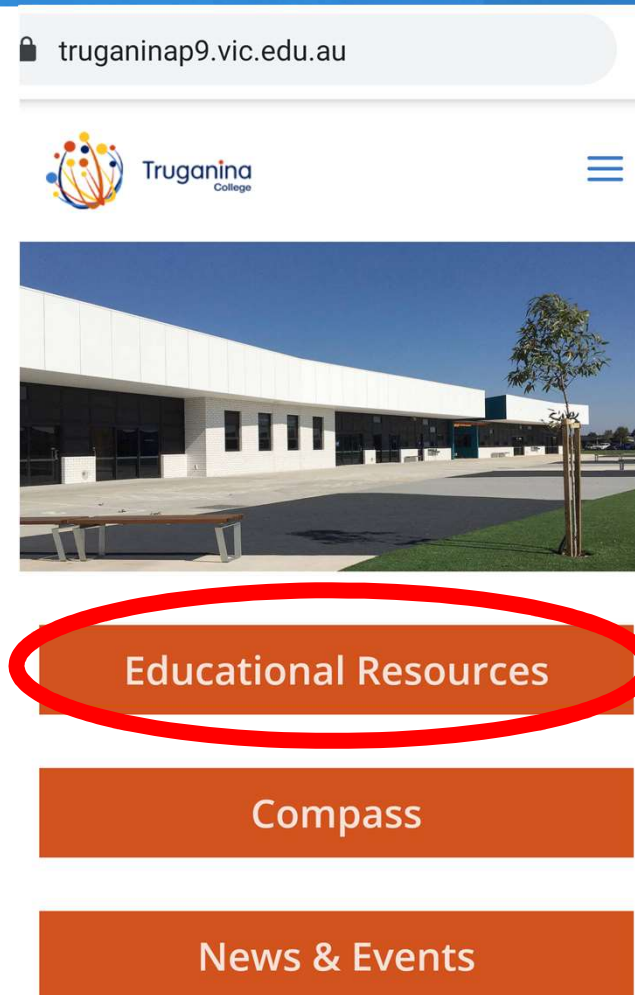 truganinap9.vic.edu.au
Truganina
College
Educational Resources
Compass
News & Events